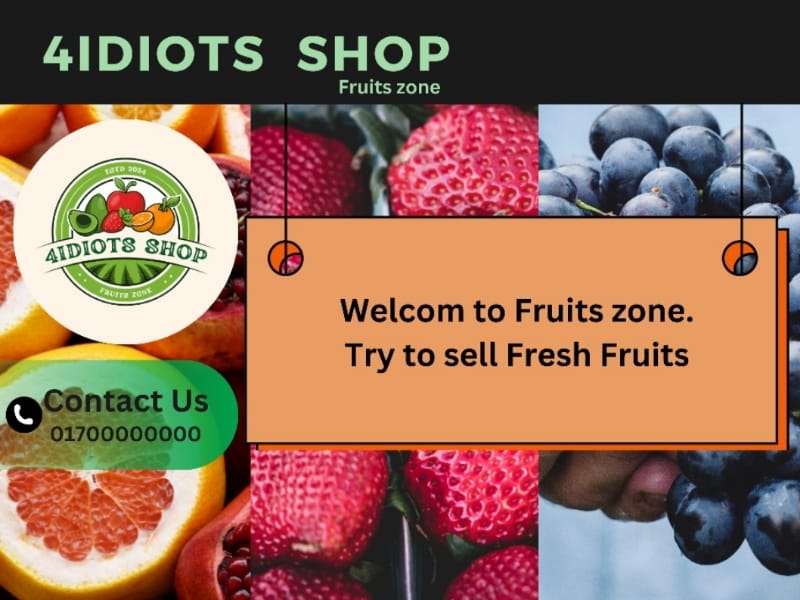 4IDIOTS SHOP
Fruits zone
ESTD 2024
4IDIOTS SHOP
FRUITS ZONE
Welcom to Fruits zone.
Try to sell Fresh Fruits
Contact Us
01700000000